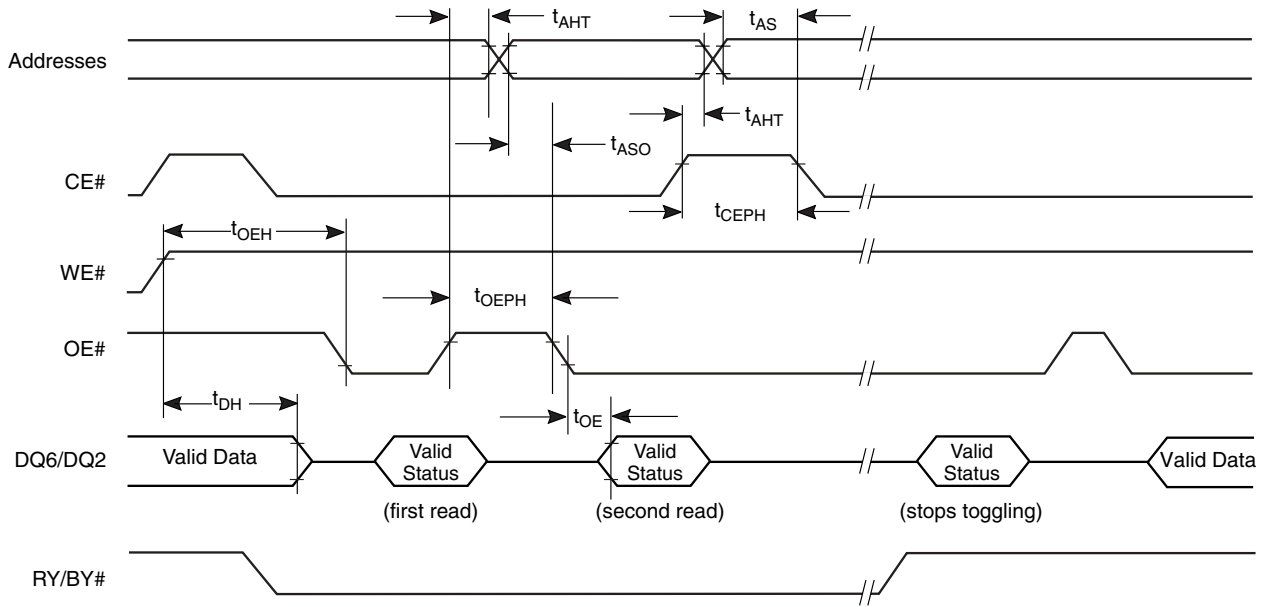 tAHT
tAS
Addresses
tAHT
tASO
CE#
tCEPH
tOEH
WE#
tOEPH
OE#
tDH
tOE
DQ6/DQ2
Valid Data
Valid
Status
Valid
Status
Valid
Status
Valid Data
(first read)
(second read)
(stops toggling)
RY/BY#